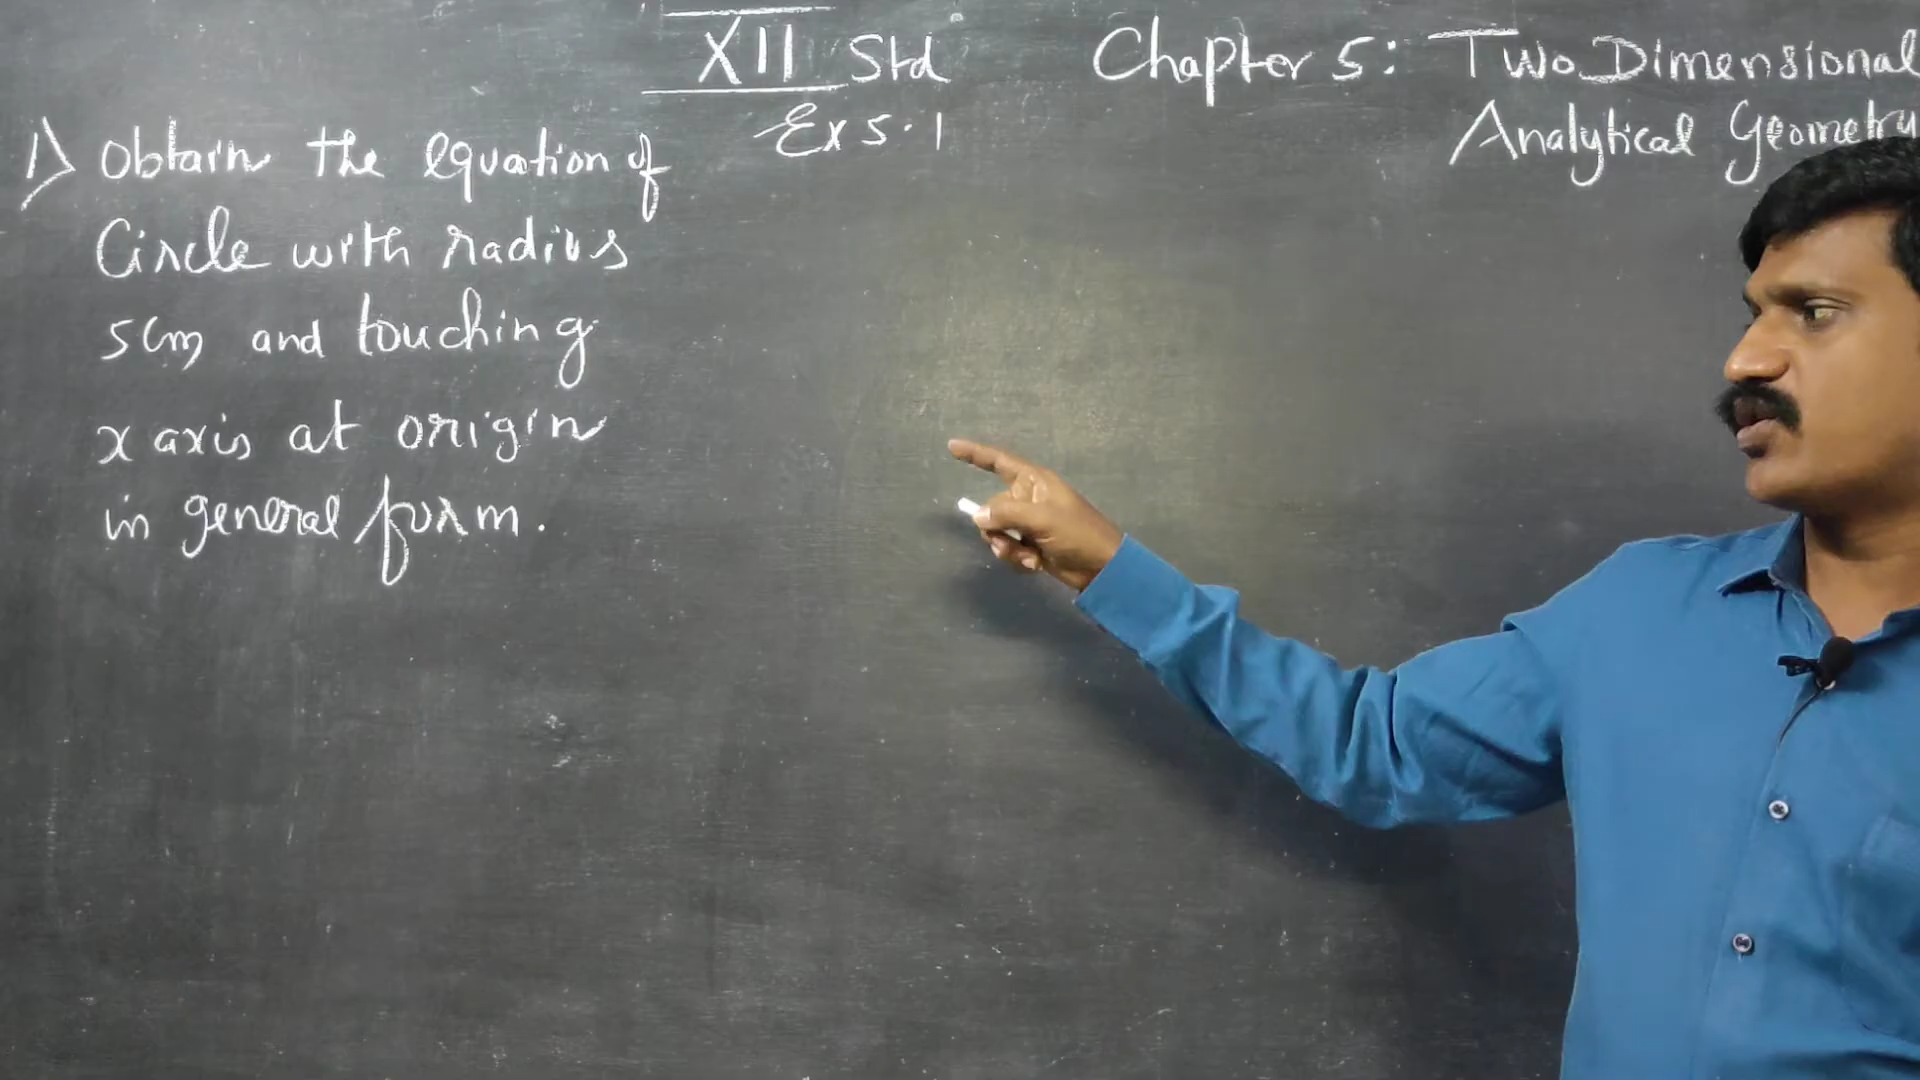 XII Std
Ex 5.1
Chapter 5: Two Dimensional
Analytical Geometry
1) Obtain the equation of
Circle with radius
5cm and touching
x axis at origin
in general form.